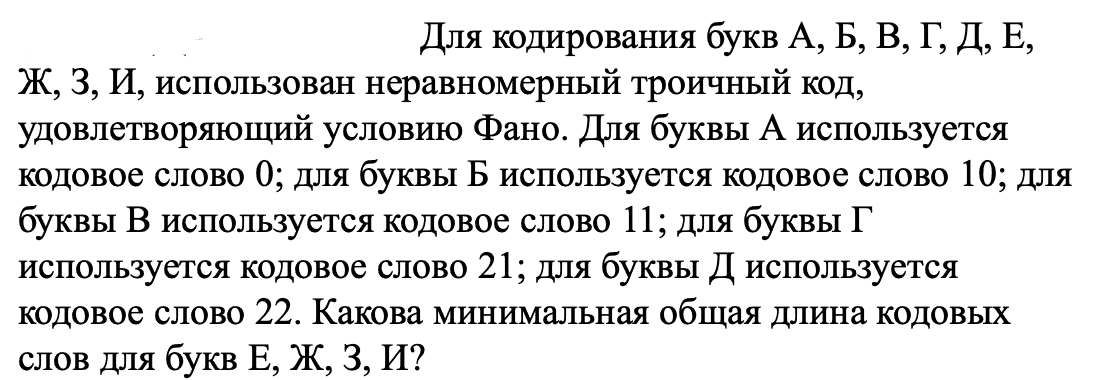 Для кодирования букв А, Б, В, Г, Д, Е,
Ж, З, И, использован неравномерный троичный код,
удовлетворяющий условию Фано. Для буквы А используется
кодовое слово 0; для буквы Б используется кодовое слово 10; для
буквы В используется кодовое слово 11; для буквы Г
используется кодовое слово 21; для буквы Д используется
кодовое слово 22. Какова минимальная общая длина кодовых
слов для букв Е, Ж, З, И?